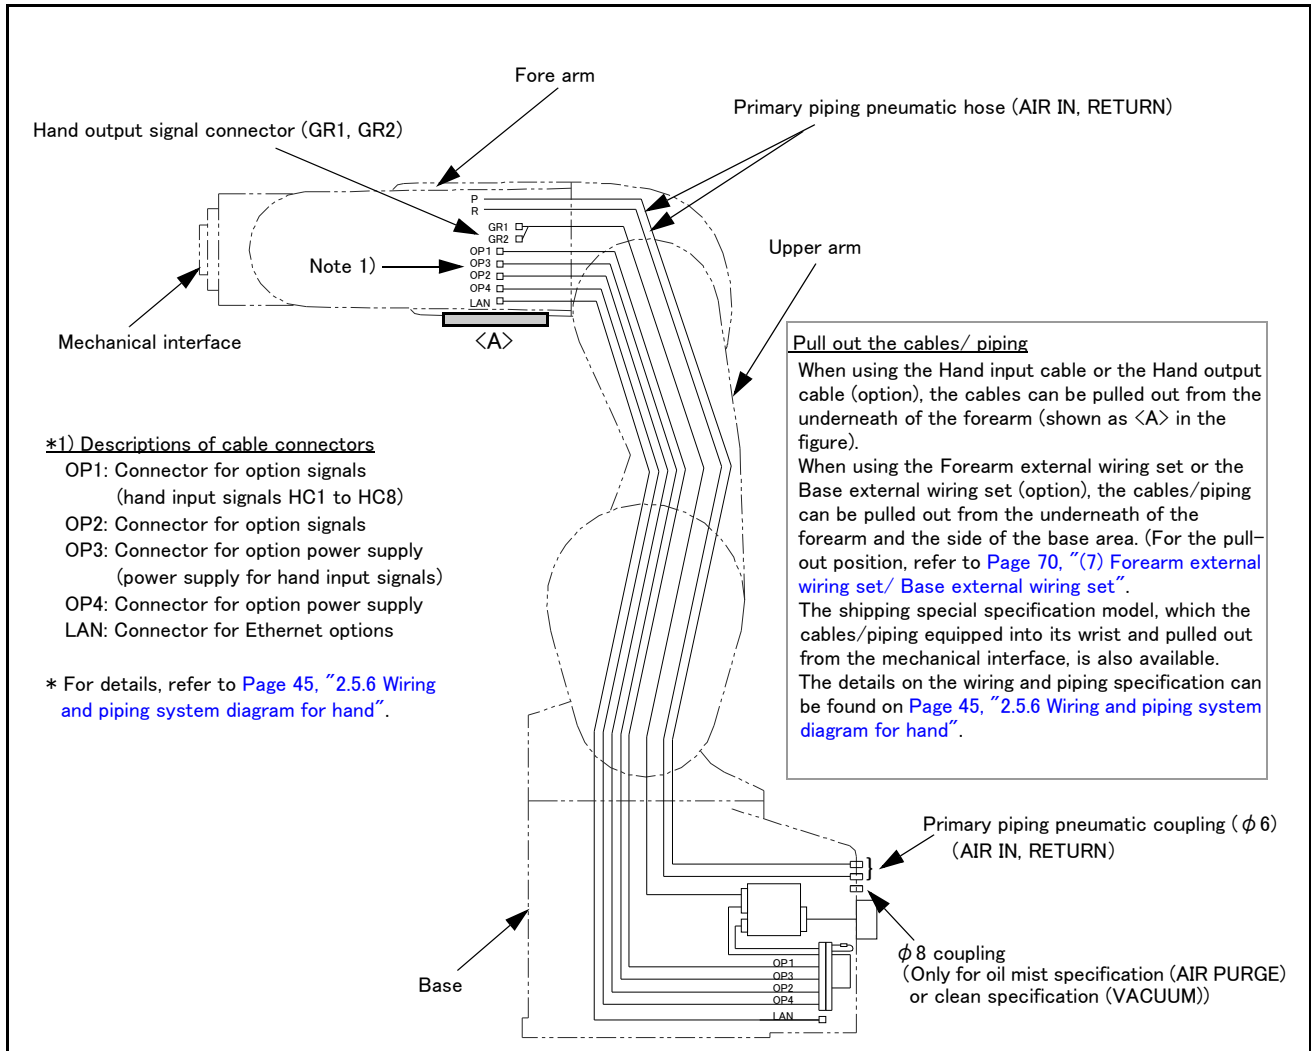 Fore arm
Primary piping pneumatic hose (AIR IN, RETURN)
Hand output signal connector (GR1, GR2)
P
R
GR1
GR2
OP1
OP3
OP2
OP4
LAN
Note 1)
Upper arm
Mechanical interface
<A>
*1) Descriptions of cable connectors
OP1: Connector for option signals
(hand input signals HC1 to HC8)
OP2: Connector for option signals
OP3: Connector for option power supply
(power supply for hand input signals)
OP4: Connector for option power supply
LAN: Connector for Ethernet options
* For details, refer to Page 45, "2.5.6 Wiring
and piping system diagram for hand".
Pull out the cables/ piping
When using the Hand input cable or the Hand output
cable (option), the cables can be pulled out from the
underneath of the forearm (shown as <A> in the
figure).
When using the Forearm external wiring set or the
Base external wiring set (option), the cables/piping
can be pulled out from the underneath of the
forearm and the side of the base area. (For the pull-
out position, refer to Page 70, "(7) Forearm external
wiring set/ Base external wiring set".
The shipping special specification model, which the
cables/piping equipped into its wrist and pulled out
from the mechanical interface, is also available.
The details on the wiring and piping specification can
be found on Page 45, "2.5.6 Wiring and piping system
diagram for hand".
Primary piping pneumatic coupling (φ6)
(AIR IN, RETURN)
φ8 coupling
(Only for oil mist specification (AIR PURGE)
or clean specification (VACUUM))
Base
OP1
OP3
OP2
OP4
LAN